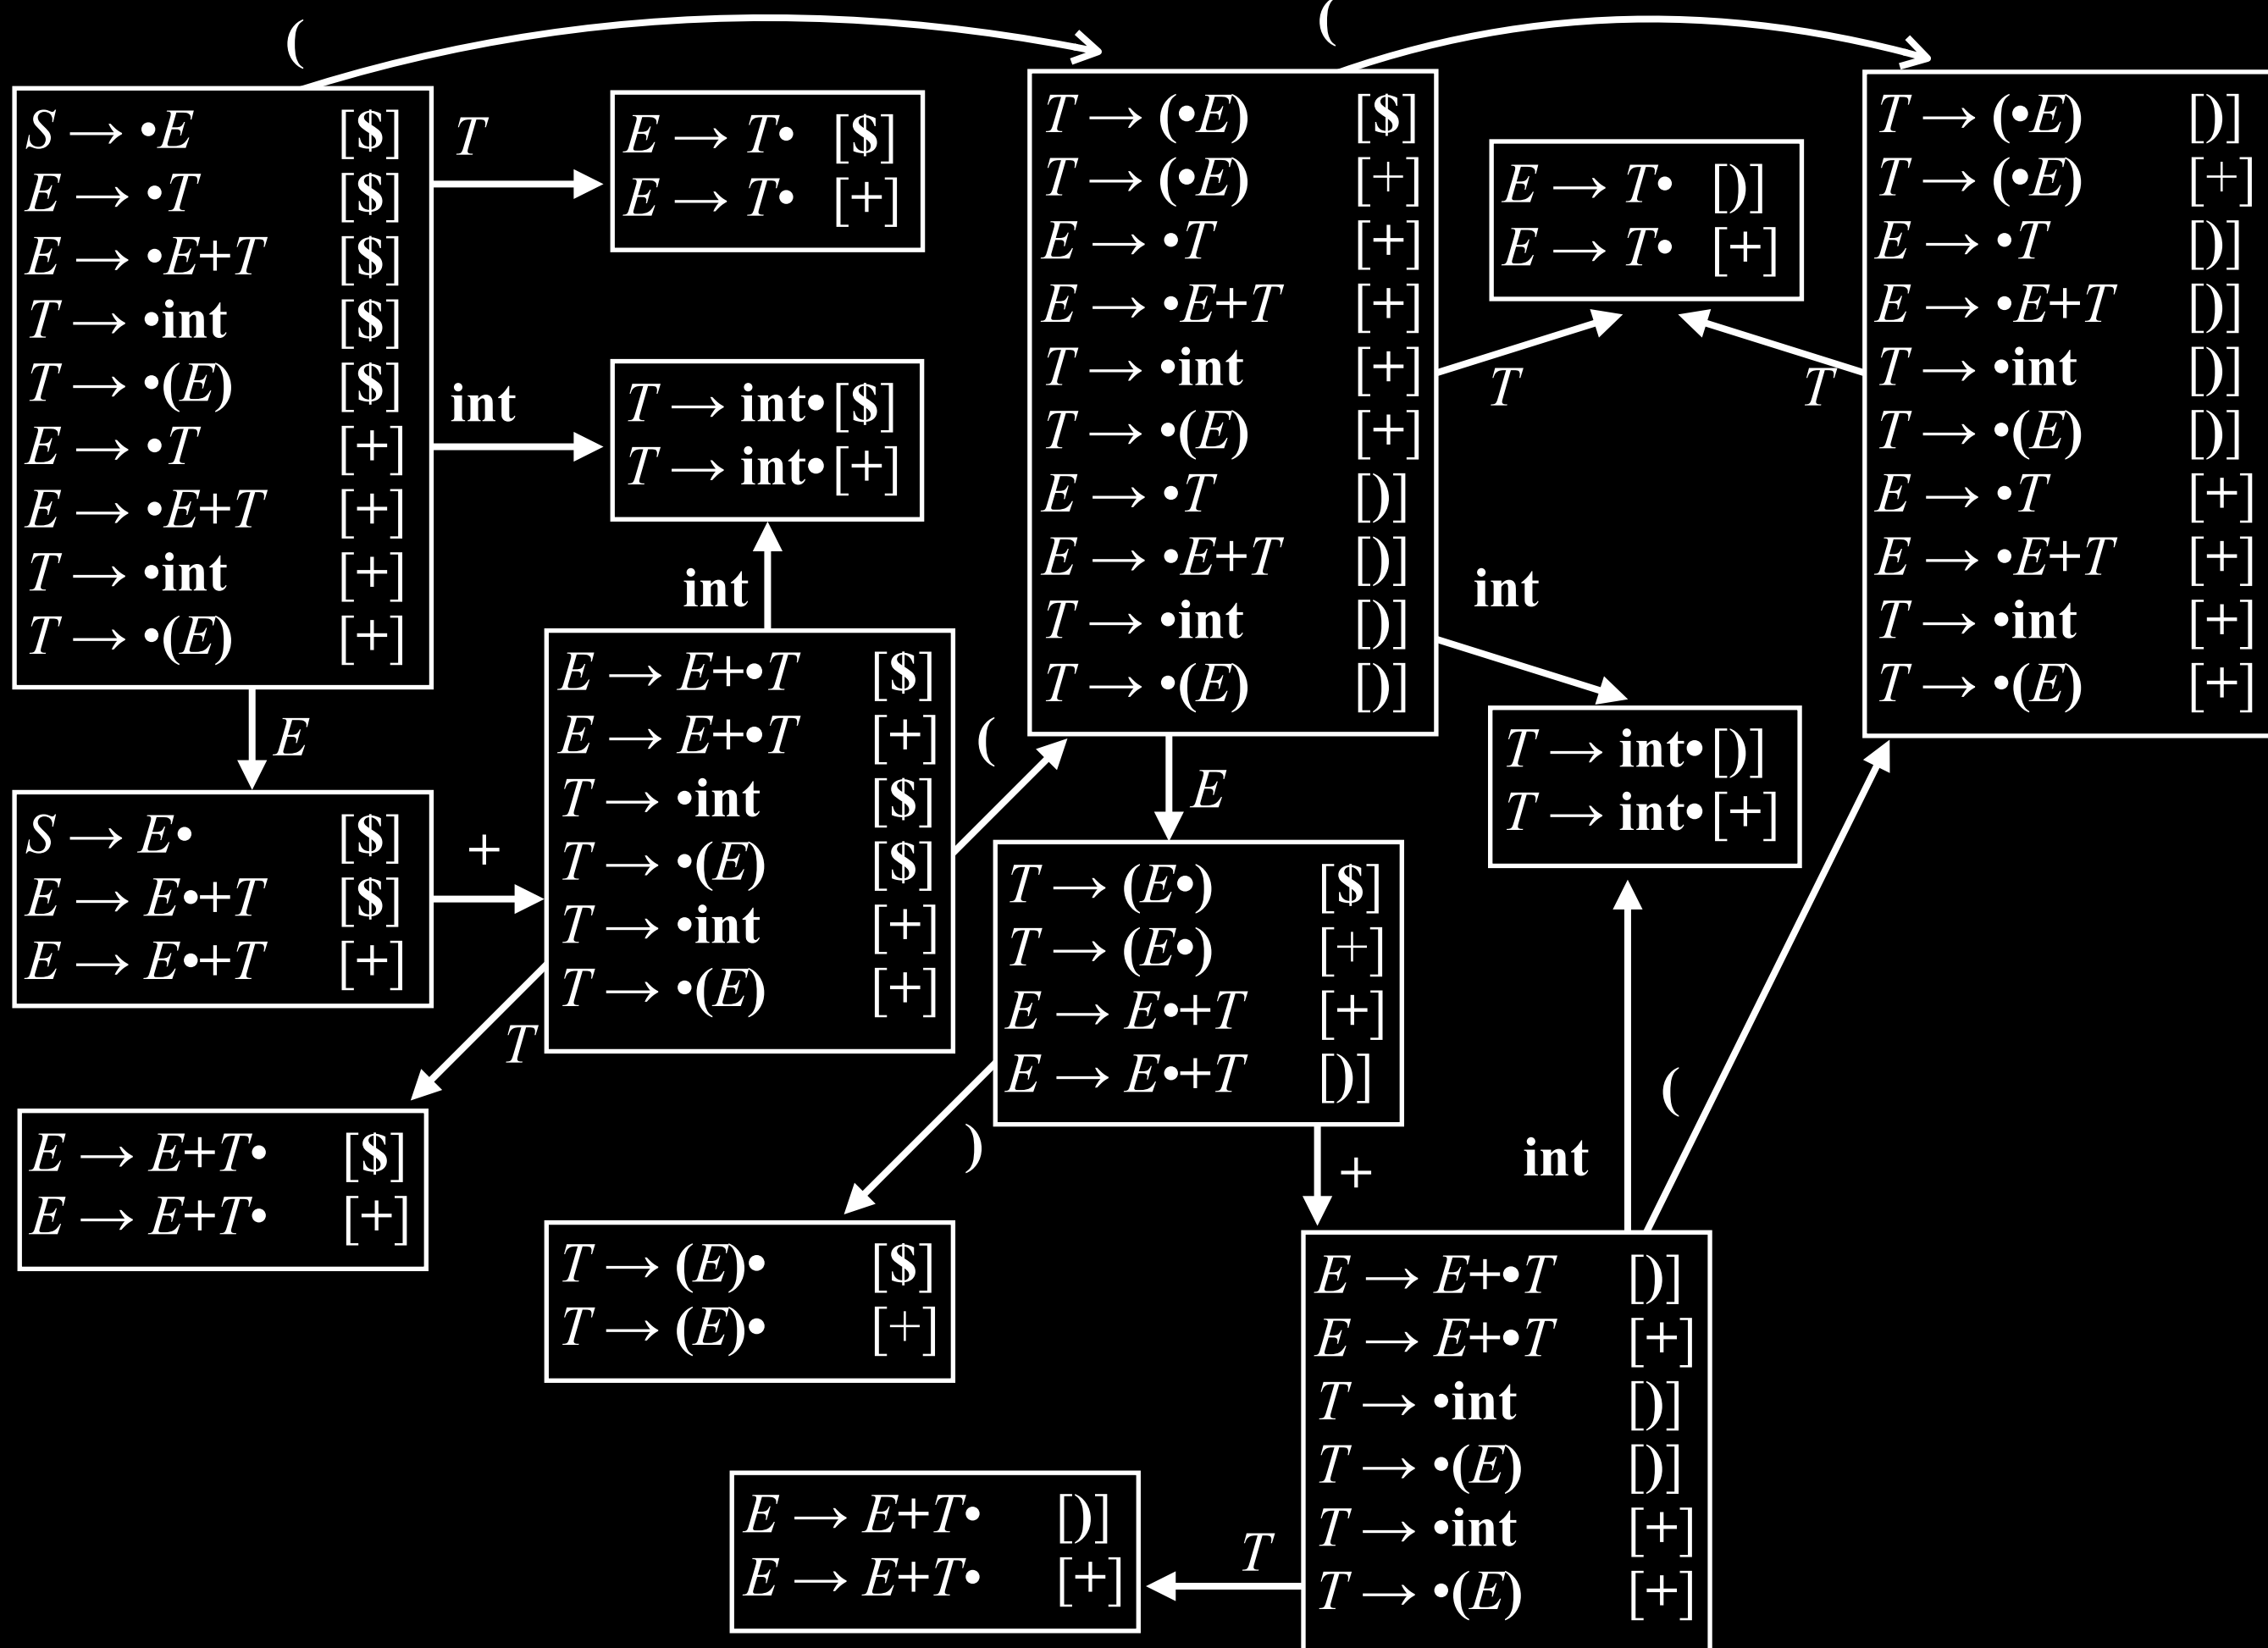 (
(
S → •E [$]
E → •T [$]
E → •E+T [$]
T → •int [$]
T → •(E) [$]
E → •T [+]
E → •E+T [+]
T → •int [+]
T → •(E) [+]
T
E → T• [$]
E → T• [+]
int
T → int• [$]
T → int• [+]
int
T → (•E) [$]
T → (•E) [+]
E → •T [+]
E → •E+T [+]
T → •int [+]
T → •(E) [+]
E → •T [)]
E → •E+T [)]
T → •int [)]
T → •(E) [)]
E → T• [)]
E → T• [+]
T
T
T → (•E) [)]
T → (•E) [+]
E → •T [)]
E → •E+T [)]
T → •int [)]
T → •(E) [)]
E → •T [+]
E → •E+T [+]
T → •int [+]
T → •(E) [+]
int
T → int• [)]
T → int• [+]
E
S → E• [$]
E → E•+T [$]
E → E•+T [+]
+
E → E+•T [$]
E → E+•T [+]
T → •int [$]
T → •(E) [$]
T → •int [+]
T → •(E) [+]
(
E
T → (E•) [$]
T → (E•) [+]
E → E•+T [+]
E → E•+T [)]
T
E → E+T• [$]
E → E+T• [+]
)
T → (E)• [$]
T → (E)• [+]
+
int
(
E → E+•T [)]
E → E+•T [+]
T → •int [)]
T → •(E) [)]
T → •int [+]
T → •(E) [+]
T
E → E+T• [)]
E → E+T• [+]